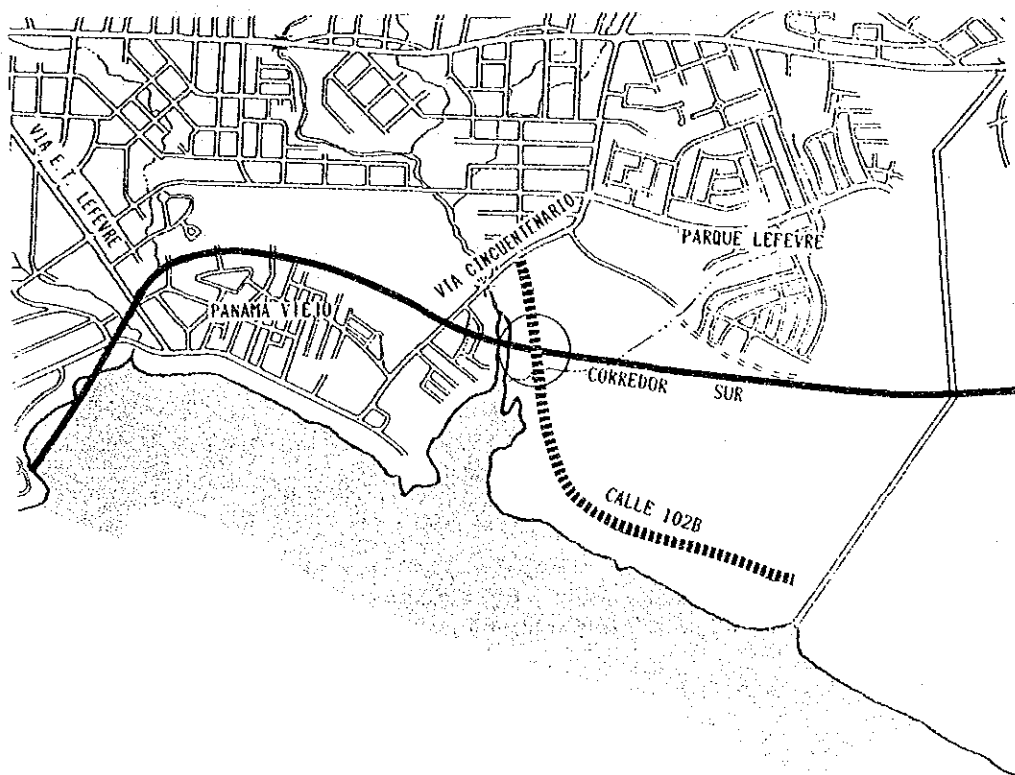 VIA E.T. LEFEVRE
VIA CINCUENTENARIO
PARQUE LEFEVRE
PANAMA VIEJO
CORREDOR SUR
CALLE 102B